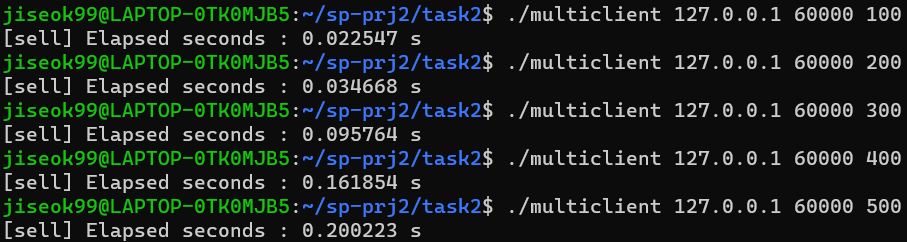 jiseok99@LAPTOP-0TK0MJB5:~/sp-prj2/task2$ ./multiclient 127.0.0.1 60000 100
[sell] Elapsed seconds : 0.022547 s
jiseok99@LAPTOP-0TK0MJB5:~/sp-prj2/task2$ ./multiclient 127.0.0.1 60000 200
[sell] Elapsed seconds : 0.034668 s
jiseok99@LAPTOP-0TK0MJB5:~/sp-prj2/task2$ ./multiclient 127.0.0.1 60000 300
[sell] Elapsed seconds : 0.095764 s
jiseok99@LAPTOP-0TK0MJB5:~/sp-prj2/task2$ ./multiclient 127.0.0.1 60000 400
[sell] Elapsed seconds : 0.161854 s
jiseok99@LAPTOP-0TK0MJB5:~/sp-prj2/task2$ ./multiclient 127.0.0.1 60000 500
[sell] Elapsed seconds : 0.200223 s